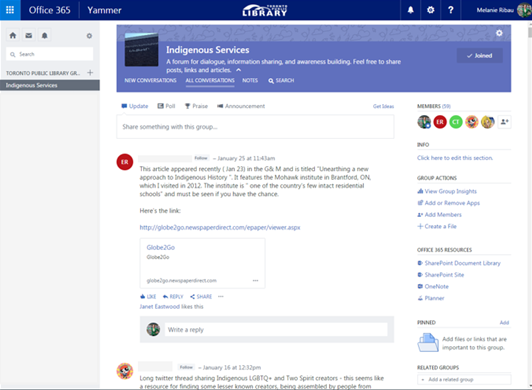 Office 365
Yammer
TORONTO PUBLIC LIBRARY
Melanie Ribau
Search
TORONTO PUBLIC LIBRARY GR...
Indigenous Services
Indigenous Services
A forum for dialogue, information sharing, and awareness building. Feel free to share
posts, links and articles.
Joined
NEW CONVERSATIONS ALL CONVERSATIONS NOTES SEARCH
Update Poll Praise Announcement Get Ideas
Share something with this group...
ER
Follow – January 25 at 11:43am
This article appeared recently ( Jan 23) in the G& M and is titled "Unearthing a new
approach to Indigenous History ". It features the Mohawk institute in Brantford, ON,
which I visited in 2012. The institute is " one of the country's few intact residential
schools" and must be seen if you have the chance.
Here's the link:
http://globe2go.newspaperdirect.com/epaper/viewer.aspx
Globe2Go
Globe2Go
globe2go.newspaperdirect.com
LIKE REPLY SHARE
Janet Eastwood likes this
Write a reply
Follow – January 16 at 12:32pm
Long twitter thread sharing Indigenous LGBTQ+ and Two Spirit creators - this seems like
a resource for finding some lesser known creators, being assembled by people from
MEMBERS (59)
ER CT
INFO
Click here to edit this section.
GROUP ACTIONS
View Group Insights
Add or Remove Apps
Add Members
Create a File
OFFICE 365 RESOURCES
SharePoint Document Library
SharePoint Site
OneNote
Planner
PINNED Add
Add files or links that are
important to this group.
RELATED GROUPS
+ Add a related group